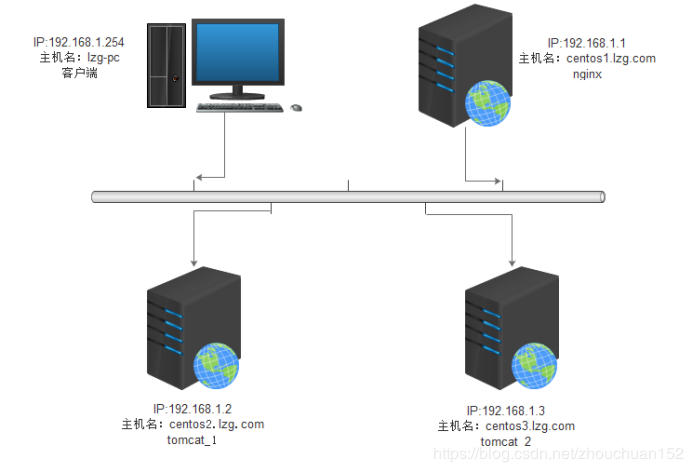 IP:192.168.1.254
主机名：lzg-pc
客户端
IP:192.168.1.1
主机名：centos1.lzg.com
nginx
IP:192.168.1.2
主机名：centos2.lzg.com
tomcat_1
IP:192.168.1.3
主机名：centos3.lzg.com
tomcat_2
https://blog.csdn.net/zhouchuan152